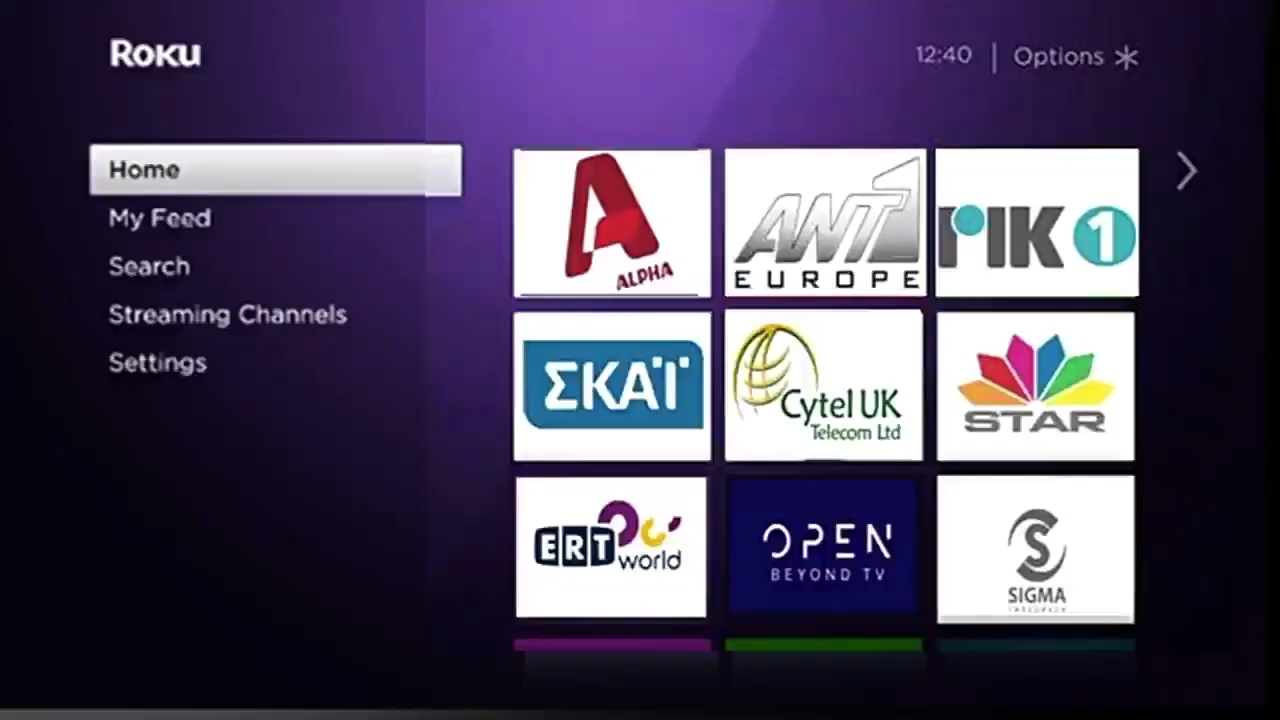 Roku
12:40 | Options
Home
My Feed
Search
Streaming Channels
Settings
ALPHA
ANT1
EUROPE
ΡΙΚ 1
ΣΚΑΪ
Cytel UK
Telecom Ltd
STAR
ERT world
OPEN
BEYOND TV
SIGMA